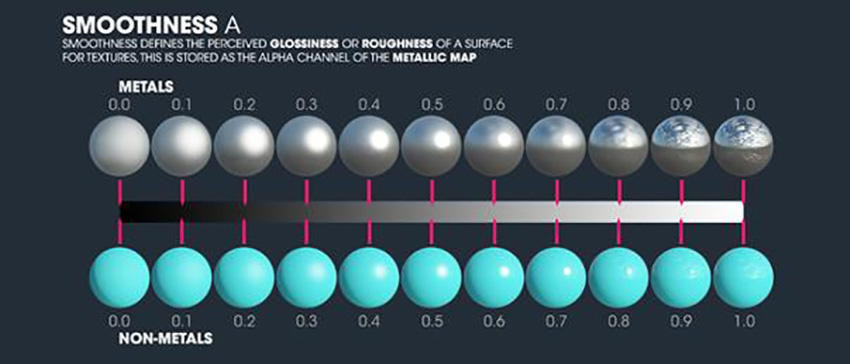 SMOOTHNESS A
SMOOTHNESS DEFINES THE PERCEIVED GLOSSINESS OR ROUGHNESS OF A SURFACE
FOR TEXTURES, THIS IS STORED AS THE ALPHA CHANNEL OF THE METALLIC MAP
METALS
0.0 0.1 0.2 0.3 0.4 0.5 0.6 0.7 0.8 0.9 1.0
0.0 0.1 0.2 0.3 0.4 0.5 0.6 0.7 0.8 0.9 1.0
NON-METALS